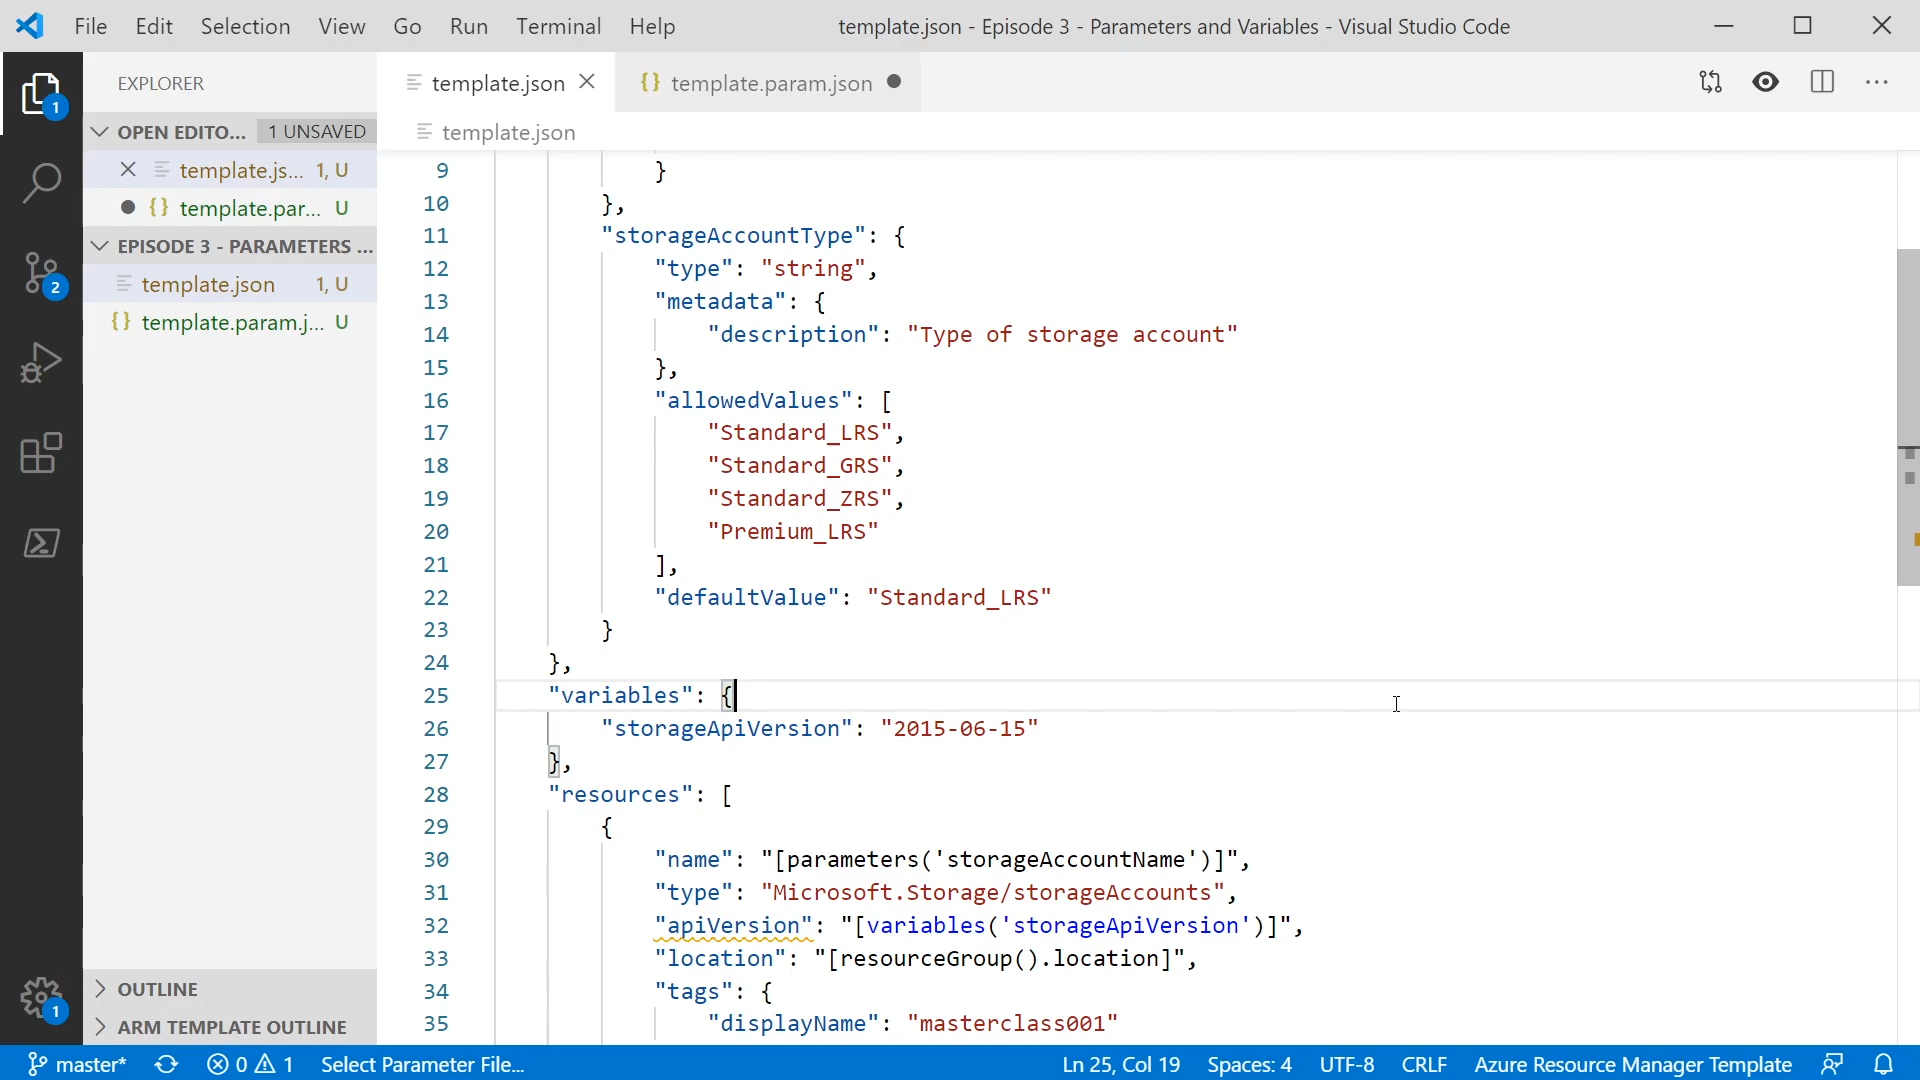 File Edit Selection View Go Run Terminal Help
template.json - Episode 3 - Parameters and Variables - Visual Studio Code
EXPLORER
OPEN EDITO... 1 UNSAVED
template.js... 1, U
template.par... U
EPISODE 3 - PARAMETERS ...
template.json 1, U
template.param.j... U
OUTLINE
ARM TEMPLATE OUTLINE
1
2
1
template.json
template.param.json
template.json
9 }
10 },
11 "storageAccountType": {
12 "type": "string",
13 "metadata": {
14 "description": "Type of storage account"
15 },
16 "allowedValues": [
17 "Standard_LRS",
18 "Standard_GRS",
19 "Standard_ZRS",
20 "Premium_LRS"
21 ],
22 "defaultValue": "Standard_LRS"
23 }
24 },
25 "variables": {
26 "storageApiVersion": "2015-06-15"
27 },
28 "resources": [
29 {
30 "name": "[parameters('storageAccountName')]",
31 "type": "Microsoft.Storage/storageAccounts",
32 "apiVersion": "[variables('storageApiVersion')]",
33 "location": "[resourceGroup().location]",
34 "tags": {
35 "displayName": "masterclass001"
master* 0 1 Select Parameter File... Ln 25, Col 19 Spaces: 4 UTF-8 CRLF Azure Resource Manager Template